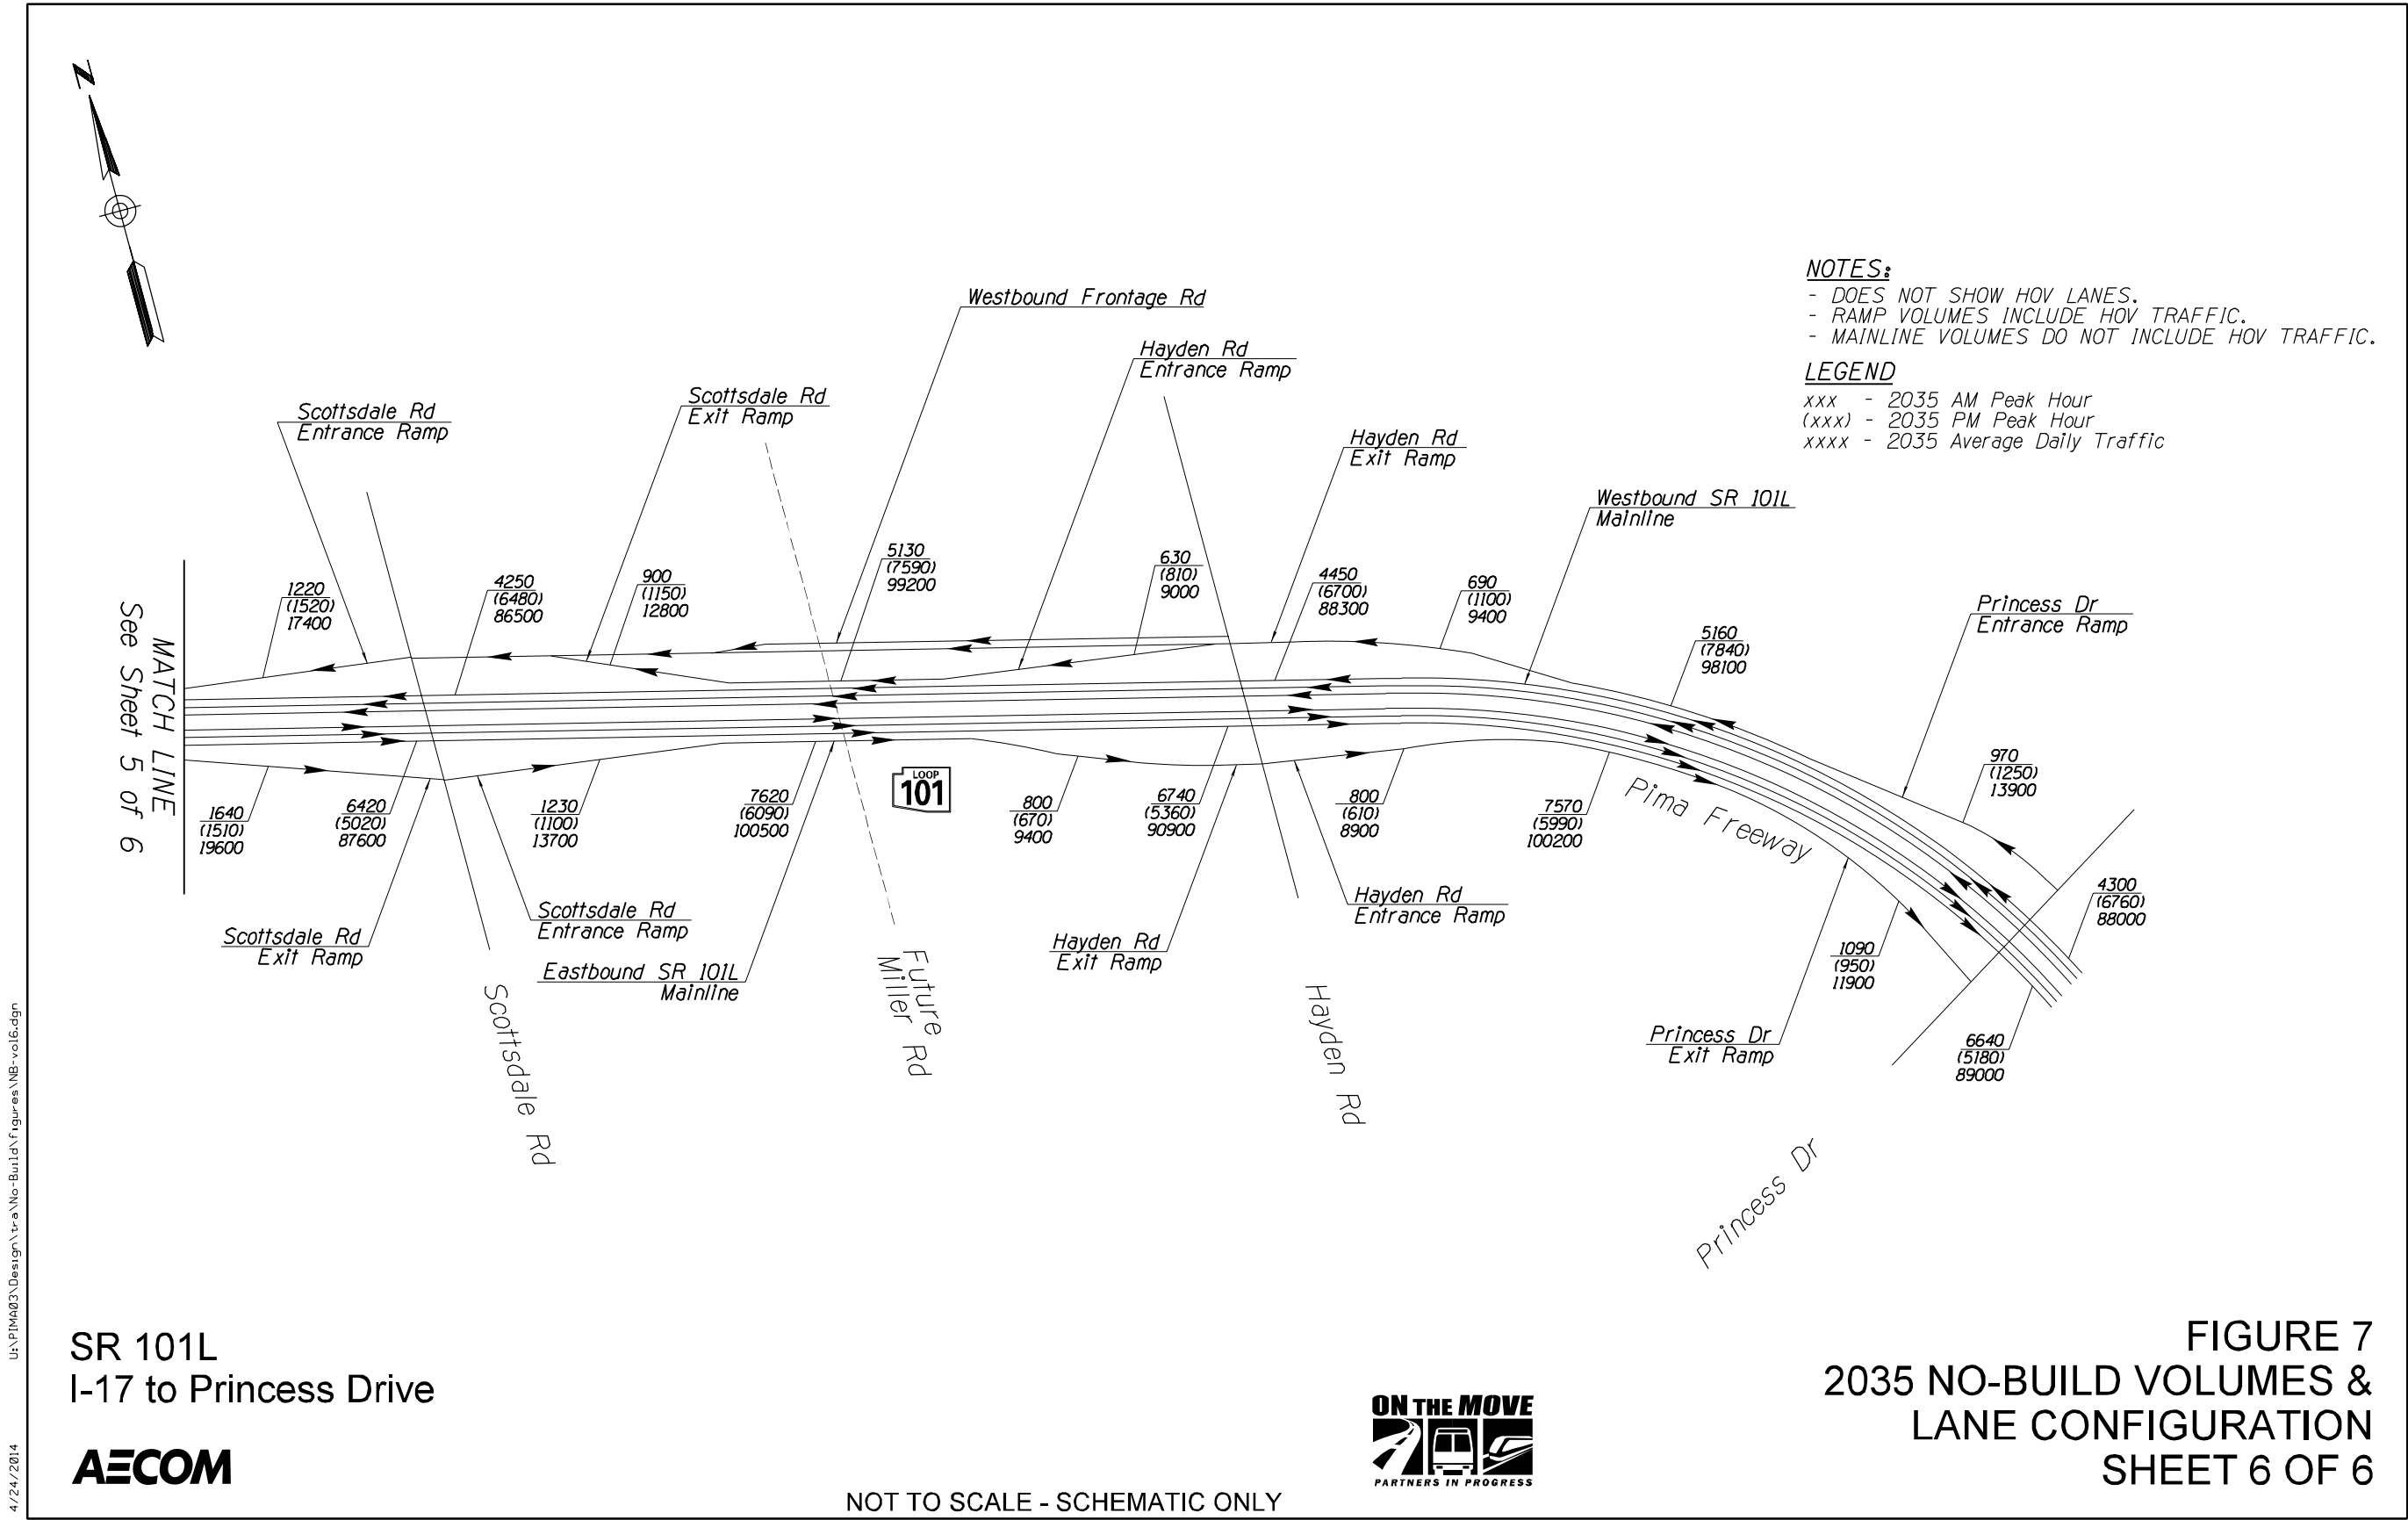 N
NOTES:
- DOES NOT SHOW HOV LANES.
- RAMP VOLUMES INCLUDE HOV TRAFFIC.
- MAINLINE VOLUMES DO NOT INCLUDE HOV TRAFFIC.
LEGEND
xxx - 2035 AM Peak Hour
(xxx) - 2035 PM Peak Hour
xxxx - 2035 Average Daily Traffic
Westbound Frontage Rd
Hayden Rd
Entrance Ramp
Scottsdale Rd
Exit Ramp
Scottsdale Rd
Entrance Ramp
Hayden Rd
Exit Ramp
Westbound SR 101L
Mainline
Princess Dr
Entrance Ramp
1220
(1520)
17400
4250
(6480)
86500
900
(1150)
12800
5130
(7590)
99200
630
(810)
9000
4450
(6700)
88300
690
(1100)
9400
5160
(7840)
98100
970
(1250)
13900
4300
(6760)
88000
MATCH LINE
See Sheet 5 of 6
1640
(1510)
19600
6420
(5020)
87600
1230
(1100)
13700
7620
(6090)
100500
LOOP
101
800
(670)
9400
6740
(5360)
90900
800
(610)
8900
7570
(5990)
100200
Pima Freeway
1090
(950)
11900
6640
(5180)
89000
Scottsdale Rd
Exit Ramp
Scottsdale Rd
Entrance Ramp
Eastbound SR 101L
Mainline
Hayden Rd
Exit Ramp
Hayden Rd
Entrance Ramp
Princess Dr
Exit Ramp
Scottsdale Rd
Future
Miller Rd
Hayden Rd
Princess Dr
SR 101L
I-17 to Princess Drive
AECOM
NOT TO SCALE - SCHEMATIC ONLY
ON THE MOVE
PARTNERS IN PROGRESS
FIGURE 7
2035 NO-BUILD VOLUMES &
LANE CONFIGURATION
SHEET 6 OF 6
U:\PIMA03\Design\tra\No-Build\figures\NB-vol6.dgn
4/24/2014